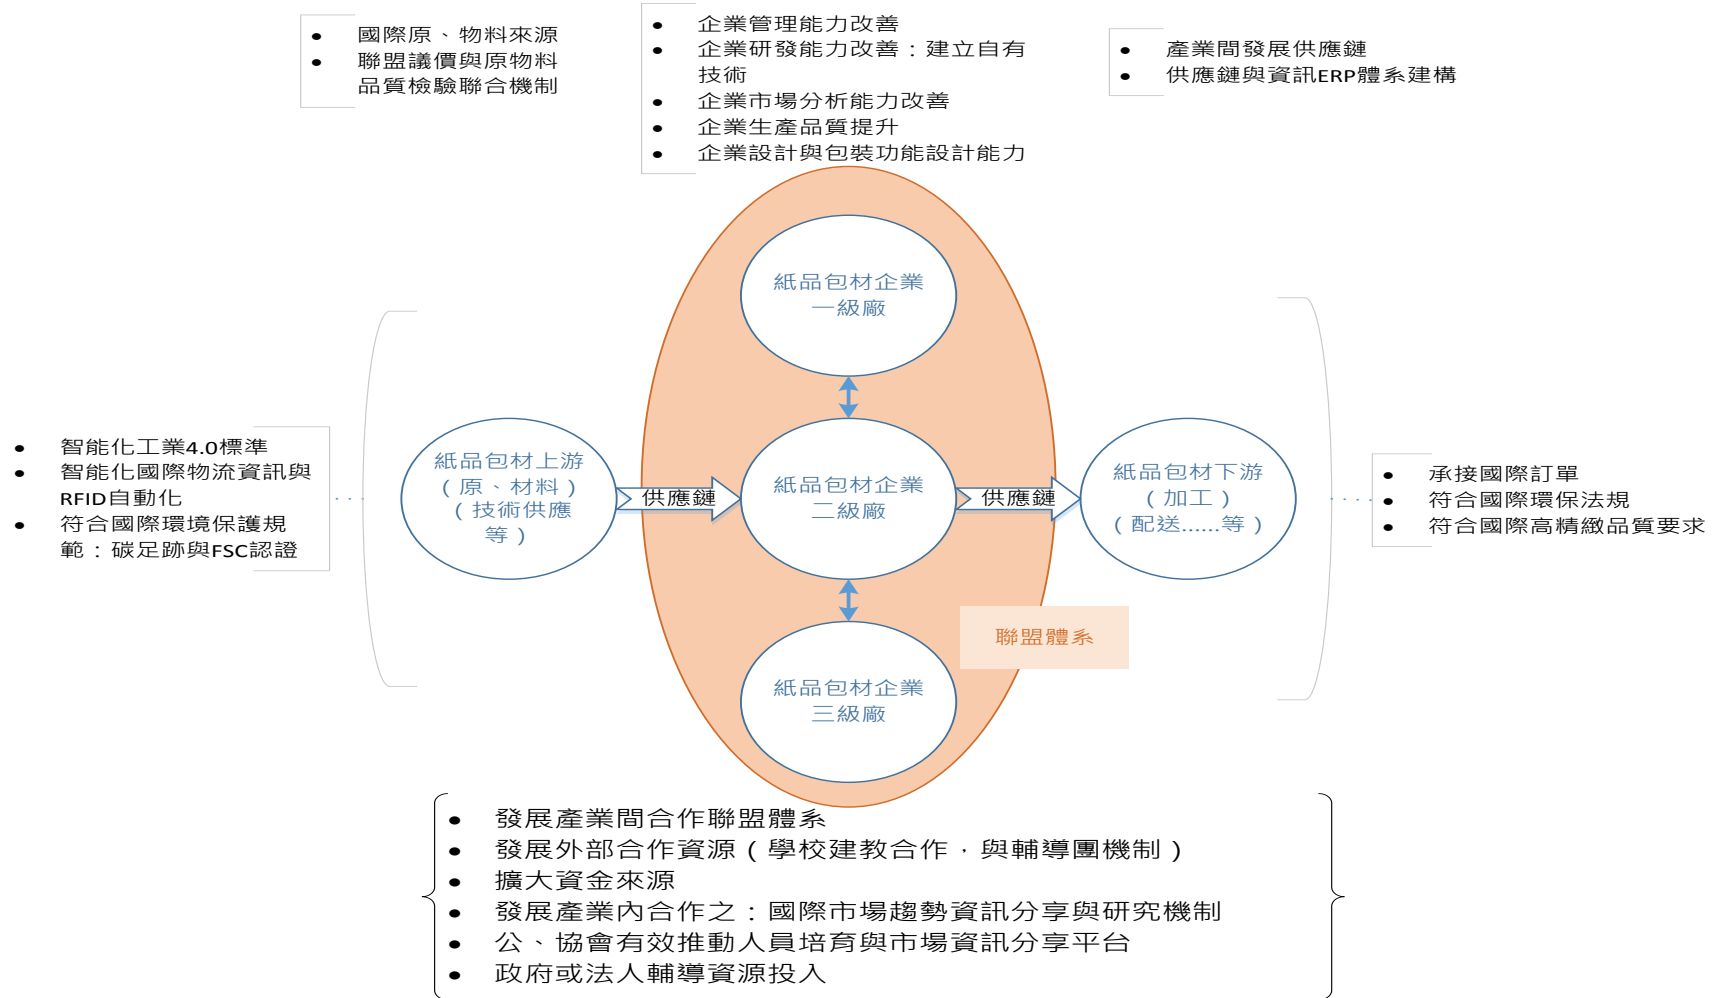 • 國際原、物料來源
• 聯盟議價與原物料
品質檢驗聯合機制
• 企業管理能力改善
• 企業研發能力改善：建立自有
技術
• 企業市場分析能力改善
• 企業生產品質提升
• 企業設計與包裝功能設計能力
• 產業間發展供應鏈
• 供應鏈與資訊ERP體系建構
紙品包材企業
一級廠
• 智能化工業4.0標準
• 智能化國際物流資訊與
RFID自動化
• 符合國際環境保護規
範：碳足跡與FSC認證
紙品包材上游
（原、材料）
（技術供應
等）
供應鏈
紙品包材企業
二級廠
供應鏈
紙品包材下游
（加工）
（配送......等）
• 承接國際訂單
• 符合國際環保法規
• 符合國際高精緻品質要求
聯盟體系
紙品包材企業
三級廠
• 發展產業間合作聯盟體系
• 發展外部合作資源（學校建教合作，與輔導團機制）
• 擴大資金來源
• 發展產業內合作之：國際市場趨勢資訊分享與研究機制
• 公、協會有效推動人員培育與市場資訊分享平台
• 政府或法人輔導資源投入